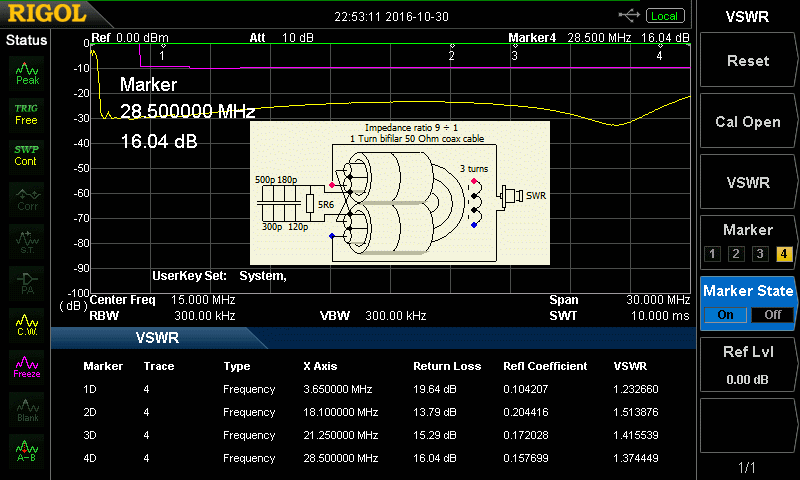 RIGOL
22:53:11 2016-10-30
Local
VSWR
Status
Ref 0.00 dBm
Att 10 dB
Marker4 28.500 MHz 16.04 dB
Reset
Peak
TRIG
Free
SWP
Cont
Corr
S.T.
PA
C.W.
Freeze
Blank
A-B
0
-10
-20
-30
-40
-50
-60
-70
-80
-90
-100
( dB )
1
2
3
4
Marker
28.500000 MHz
16.04 dB
Impedance ratio 9 ÷ 1
1 Turn bifilar 50 Ohm coax cable
3 turns
500p 180p
5R6
300p 120p
SWR
UserKey Set: System,
Center Freq 15.000 MHz
Span 30.000 MHz
RBW 300.00 kHz
VBW 300.00 kHz
SWT 10.000 ms
Cal Open
VSWR
Marker
1 2 3 4
Marker State
On Off
Ref Lvl
0.00 dB
1/1
VSWR
Marker Trace Type X Axis Return Loss Refl Coefficient VSWR
1D 4 Frequency 3.650000 MHz 19.64 dB 0.104207 1.232660
2D 4 Frequency 18.100000 MHz 13.79 dB 0.204416 1.513876
3D 4 Frequency 21.250000 MHz 15.29 dB 0.172028 1.415539
4D 4 Frequency 28.500000 MHz 16.04 dB 0.157699 1.374449